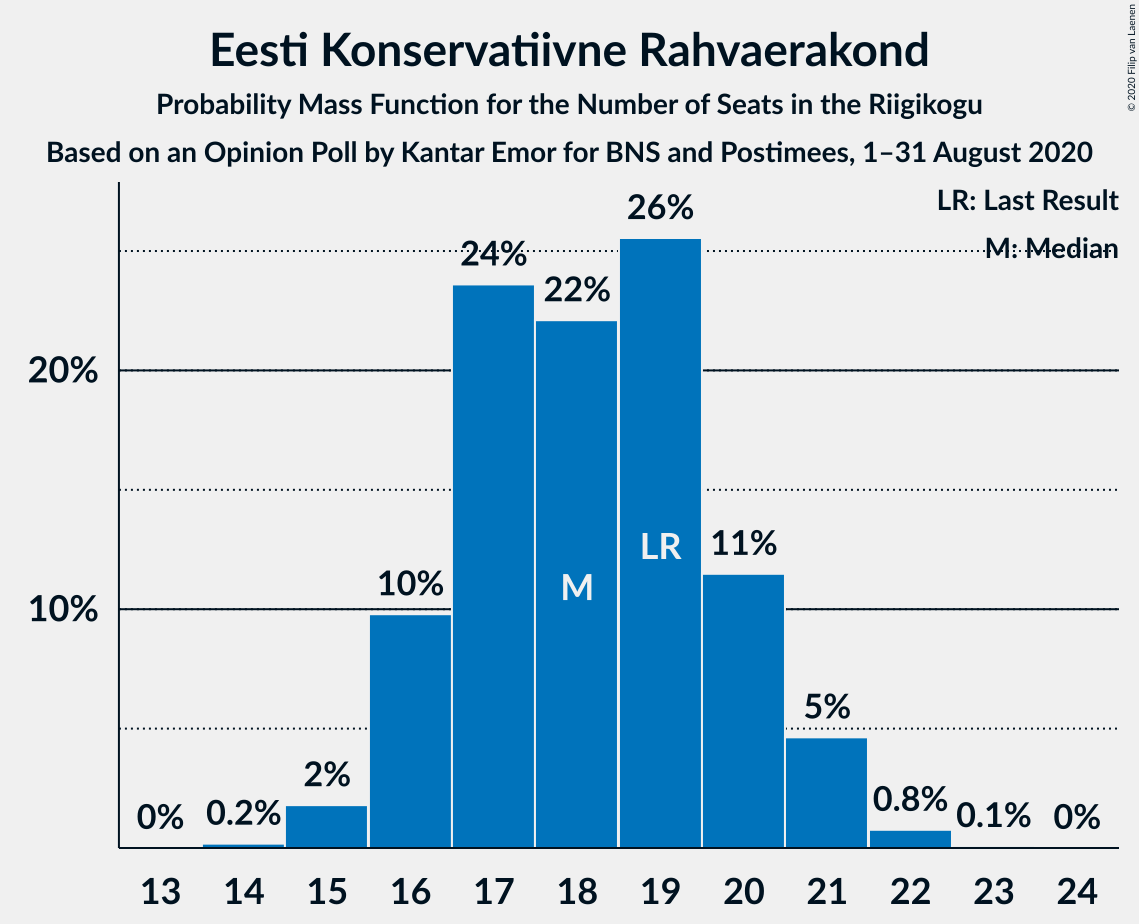 Eesti Konservatiivne Rahvaerakond
Probability Mass Function for the Number of Seats in the Riigikogu
Based on an Opinion Poll by Kantar Emor for BNS and Postimees, 1–31 August 2020
© 2020 Filip van Laenen
LR: Last Result
M: Median
26%
24%
22%
20%
LR
11%
M
10%
10%
5%
2%
0%
0.2%
0.8%
0.1%
0%
13 14 15 16 17 18 19 20 21 22 23 24